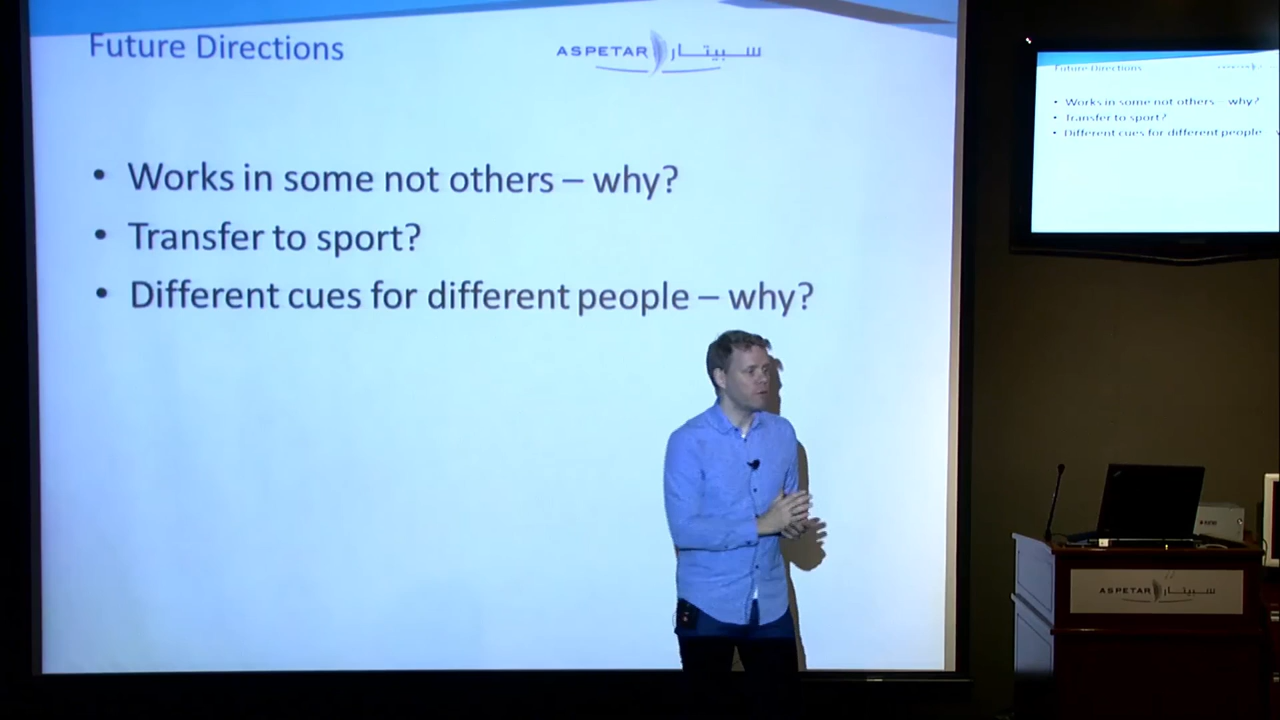 Future Directions
ASPETAR سبيتار
• Works in some not others – why?
• Transfer to sport?
• Different cues for different people – why?
Future Directions
• Works in some not others – why?
• Transfer to sport?
• Different cues for different people
ASPETAR سبيتار